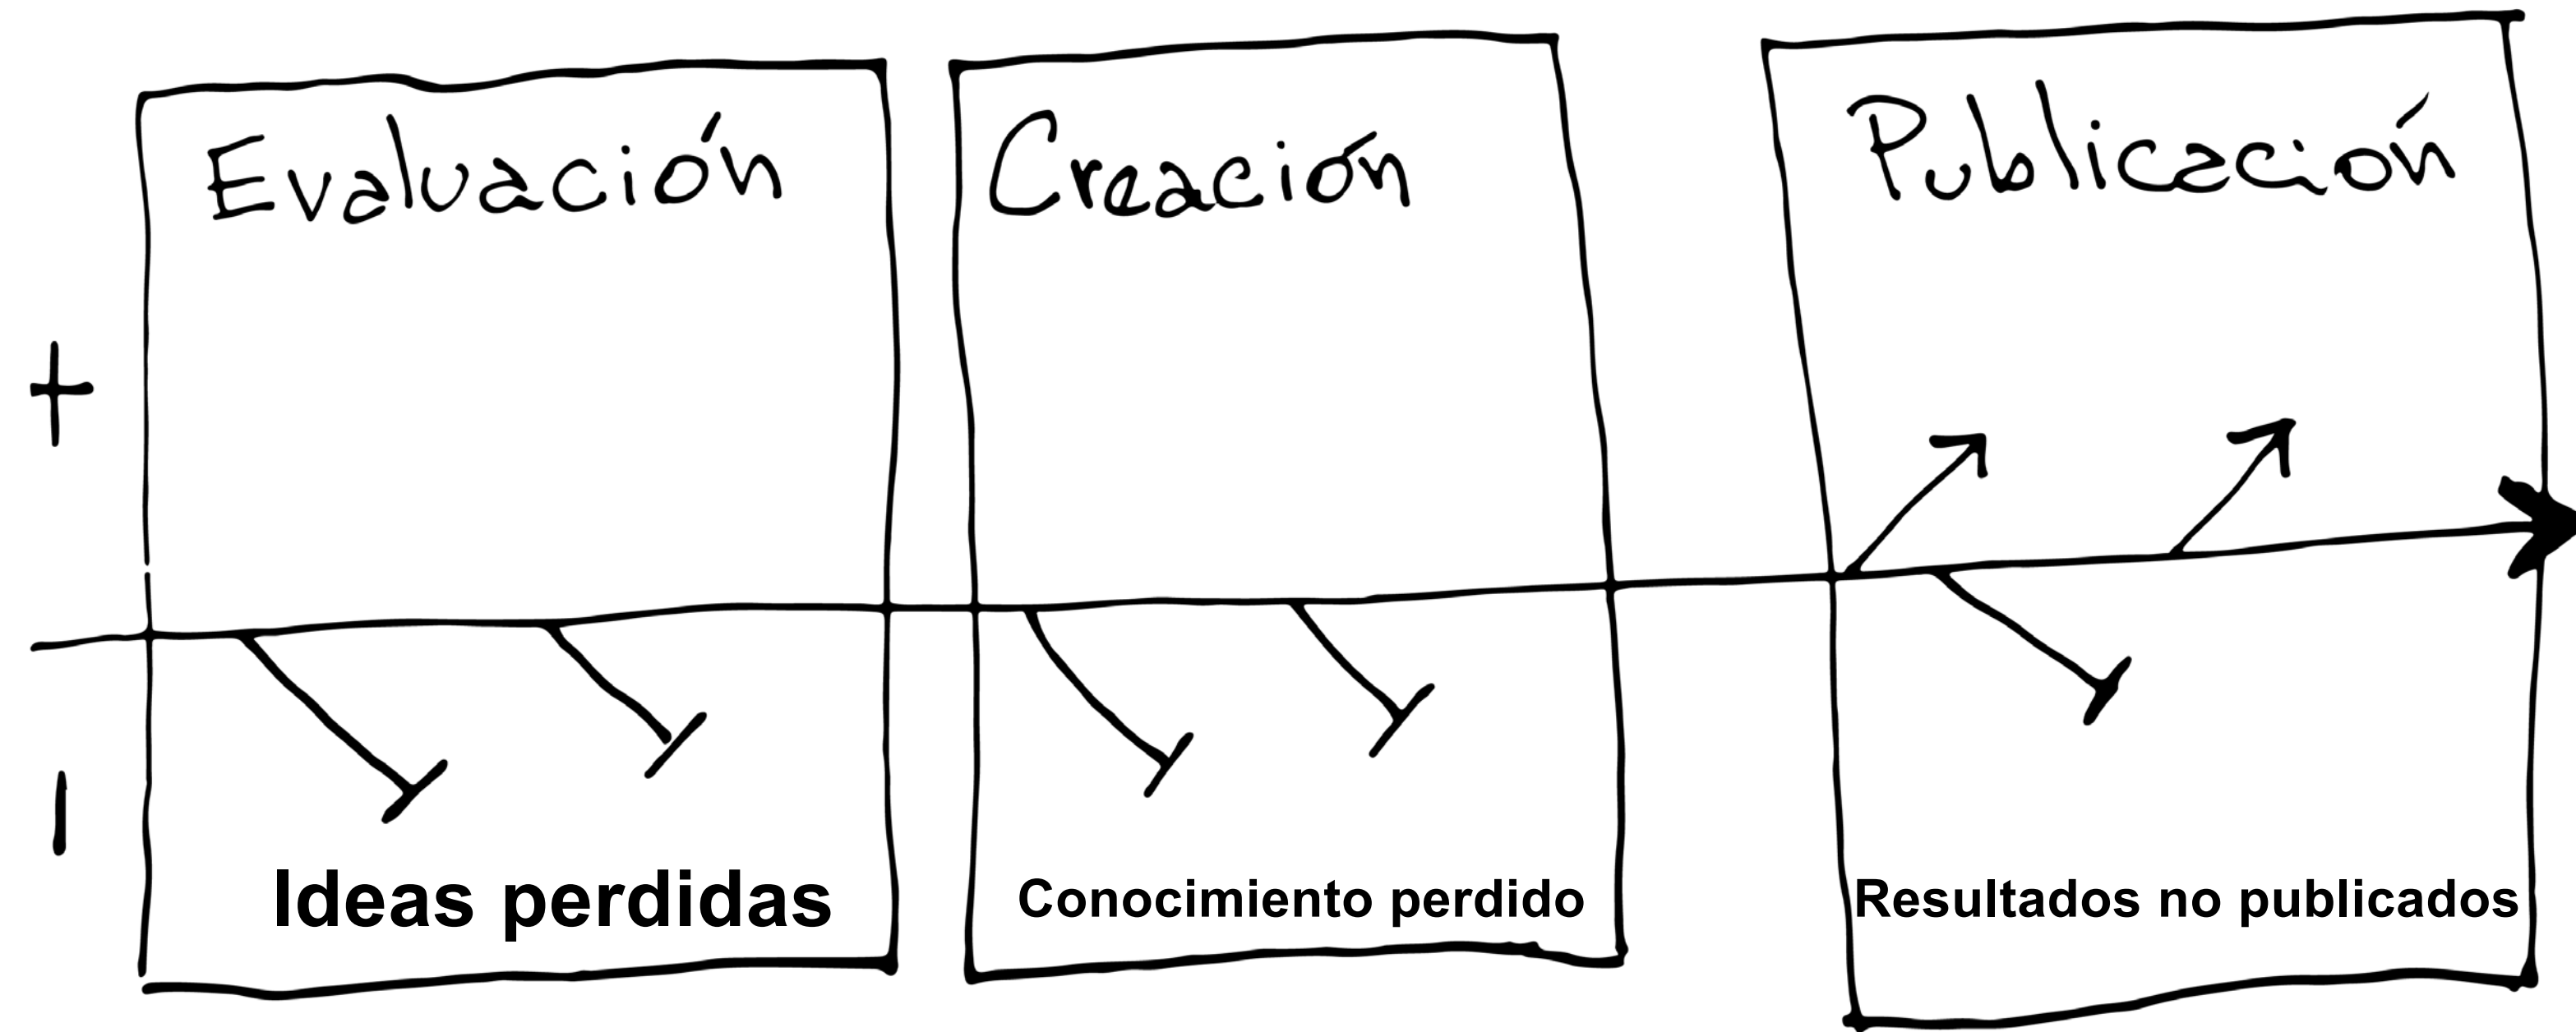 Evaluación
Creación
Publicación
+
|
Ideas perdidas
Conocimiento perdido
Resultados no publicados